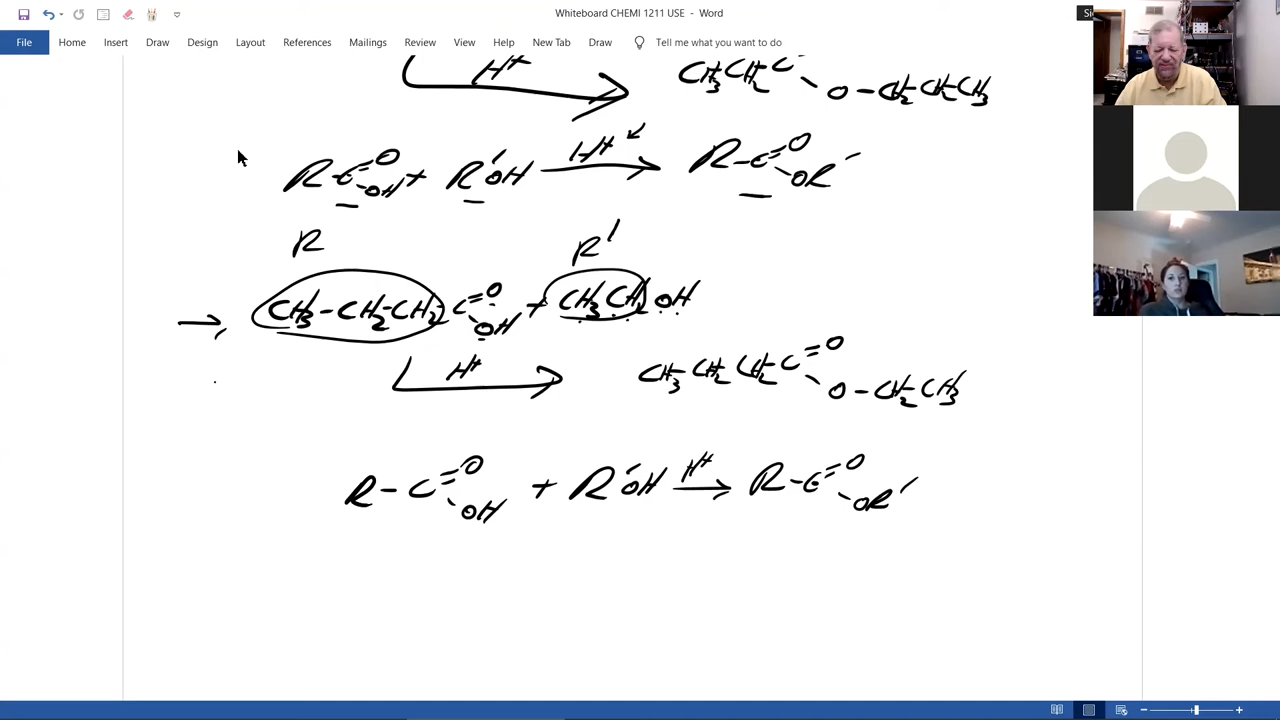 Whiteboard CHEMI 1211 USE - Word
File Home Insert Draw Design Layout References Mailings Review View Help New Tab Draw Tell me what you want to do
H+ CH3CH2C
O-CH2CH2CH3
R-C=O OH + R'OH H+ → R-C=O OR'
R R'
→ CH3-CH2-CH2-C=O OH + CH3CH2OH
H+ → CH3CH2CH2C=O O-CH2CH3
R-C=O OH + R'OH H+ → R-C=O OR'